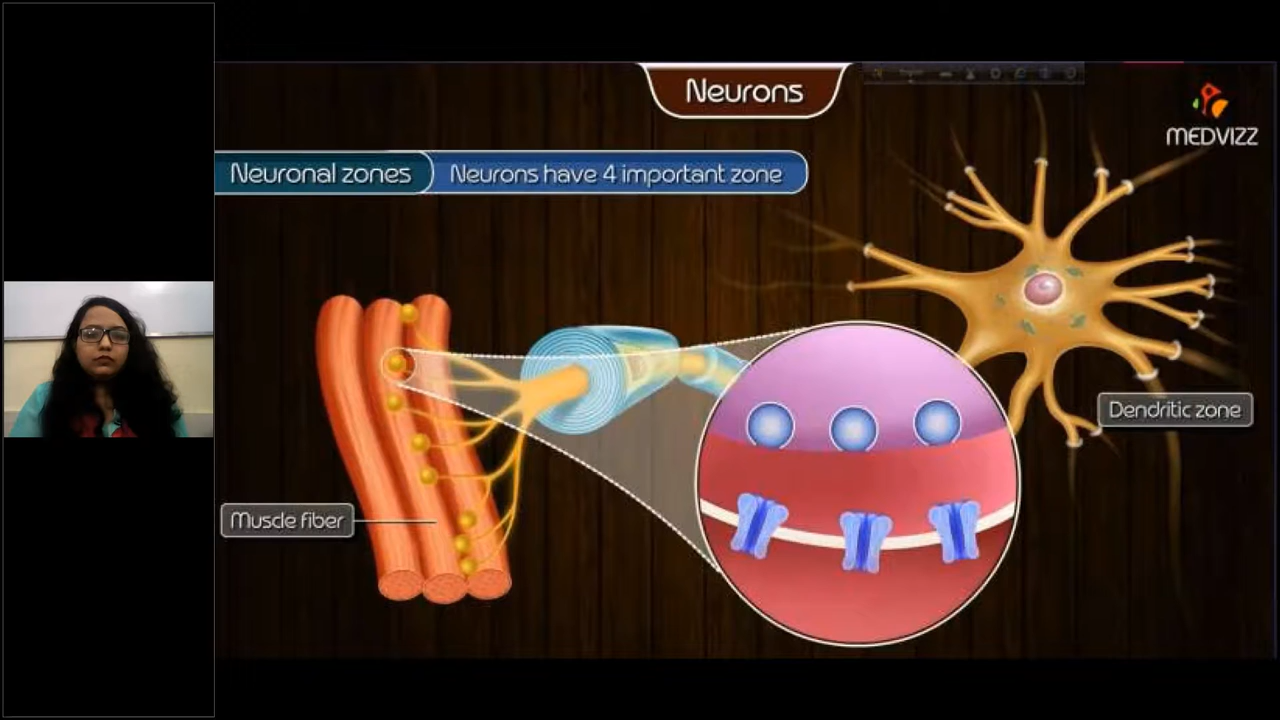 Neurons
MEDVIZZ
Neuronal zones
Neurons have 4 important zone
Dendritic zone
Muscle fiber